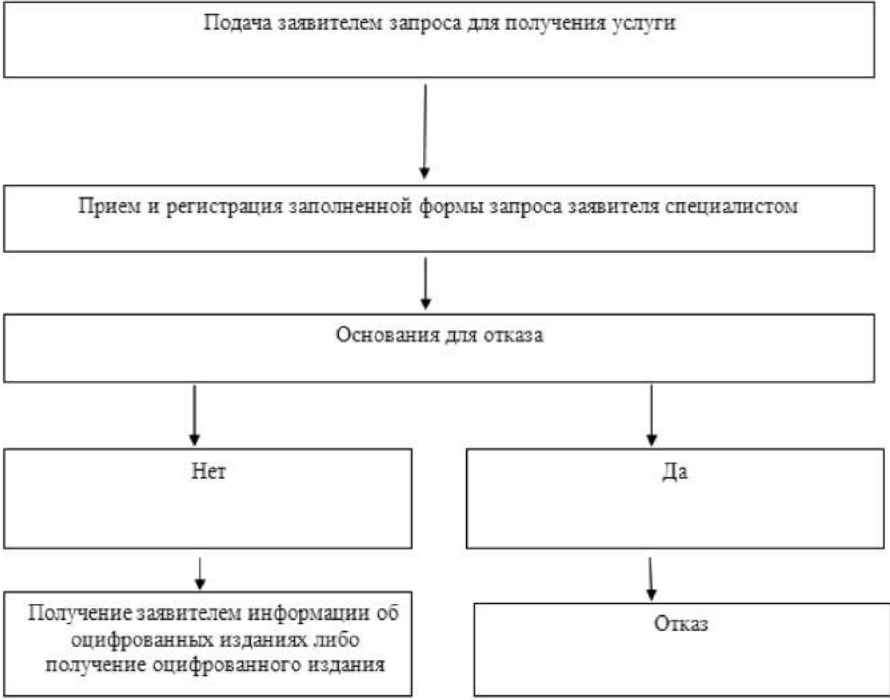 Подача заявителем запроса для получения услуги
Прием и регистрация заполненной формы запроса заявителя специалистом
Основания для отказа
Нет
Да
Получение заявителем информации об
оцифрованных изданиях либо
получение оцифрованного издания
Отказ